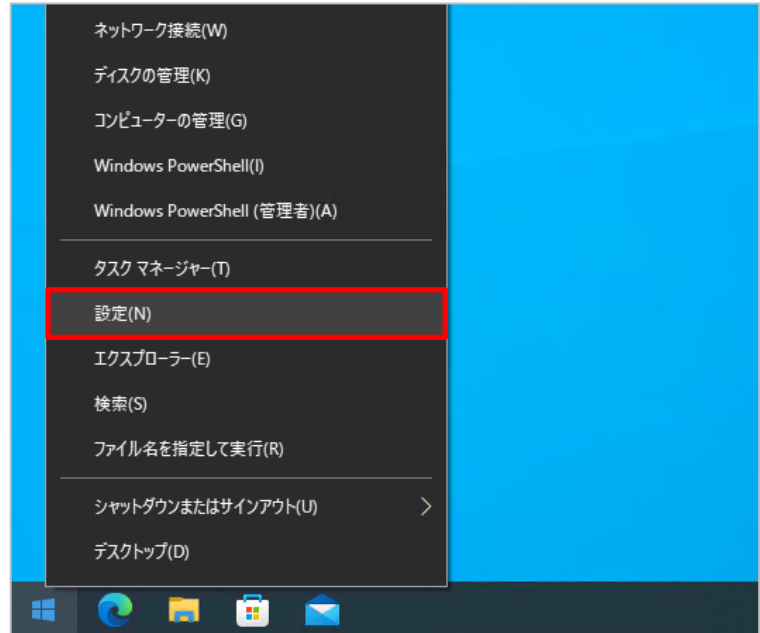 ネットワーク接続(W)
ディスクの管理(K)
コンピューターの管理(G)
Windows PowerShell(I)
Windows PowerShell (管理者)(A)
タスク マネージャー(T)
設定(N)
エクスプローラー(E)
検索(S)
ファイル名を指定して実行(R)
シャットダウンまたはサインアウト(U)
デスクトップ(D)